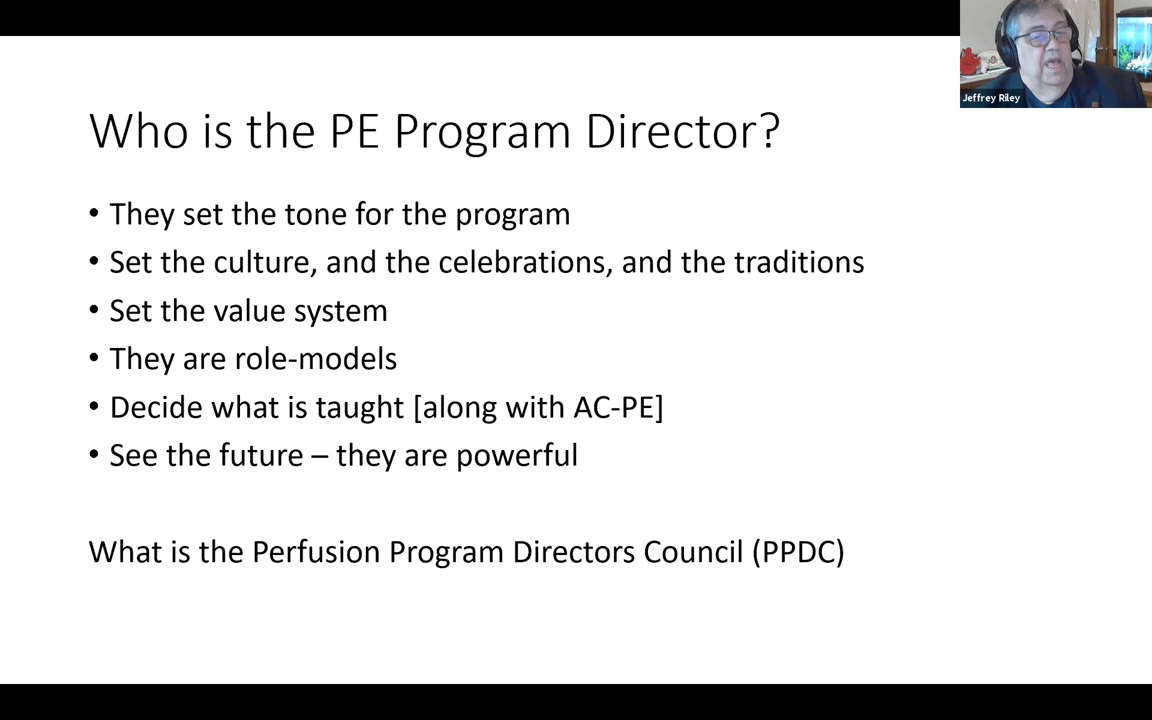 Jeffrey Riley
Who is the PE Program Director?
• They set the tone for the program
• Set the culture, and the celebrations, and the traditions
• Set the value system
• They are role-models
• Decide what is taught [along with AC-PE]
• See the future – they are powerful
What is the Perfusion Program Directors Council (PPDC)